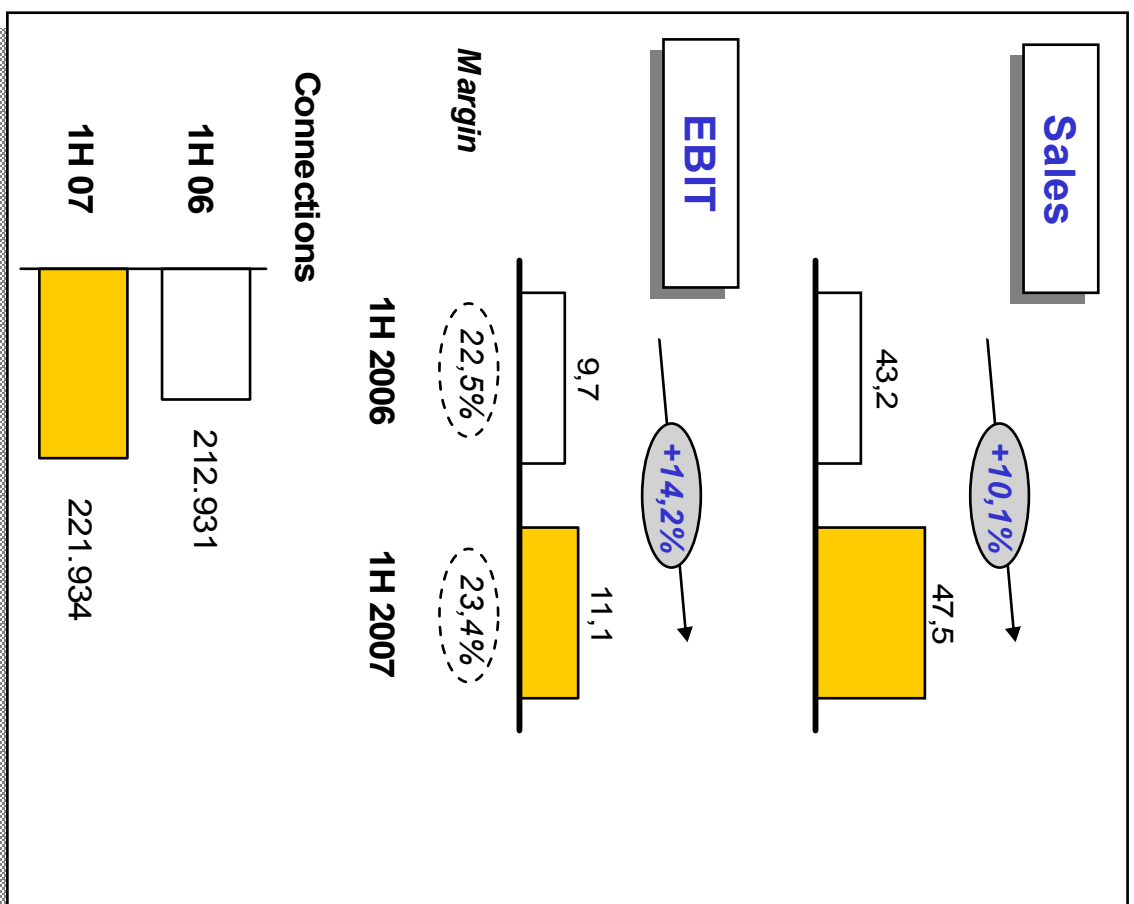 Sales
+10,1%
47,5
43,2
EBIT
+14,2%
11,1
9,7
Margin
22,5%
23,4%
1H 2006
1H 2007
Connections
1H 06
212.931
1H 07
221.934